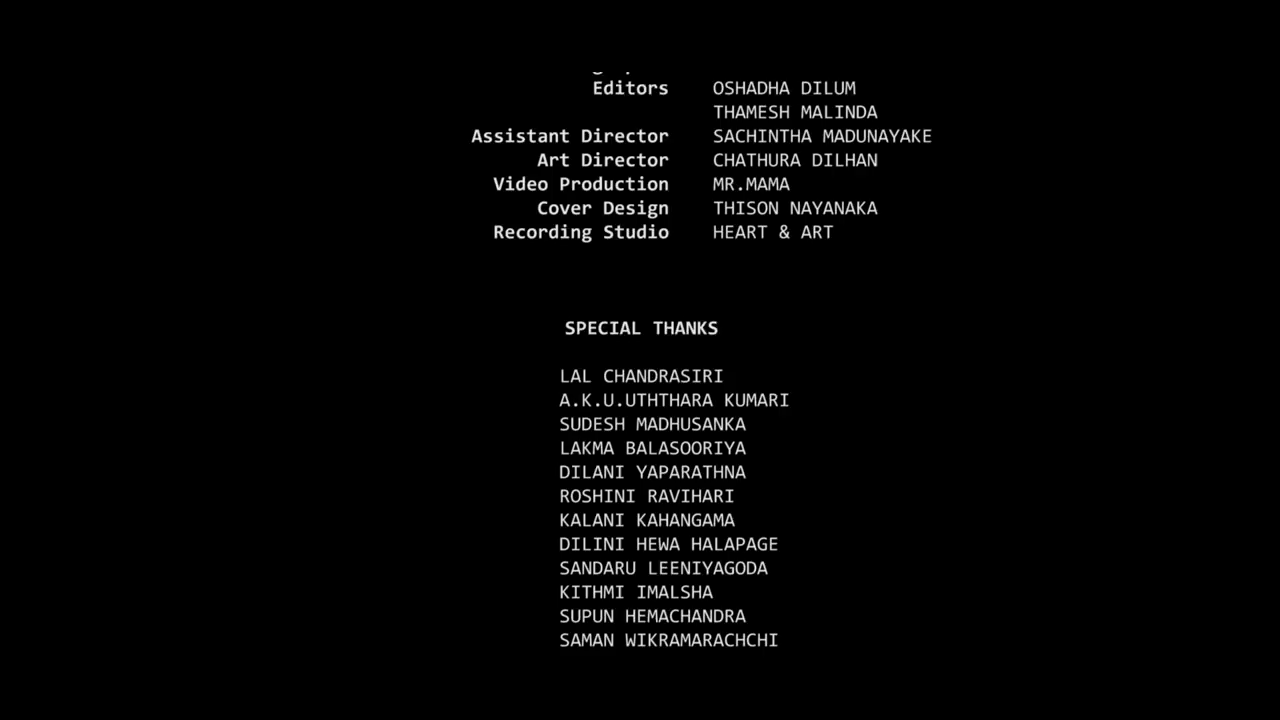 Editors OSHADHA DILUM
THAMESH MALINDA
Assistant Director SACHINTHA MADUNAYAKE
Art Director CHATHURA DILHAN
Video Production MR.MAMA
Cover Design THISON NAYANAKA
Recording Studio HEART & ART
SPECIAL THANKS
LAL CHANDRASIRI
A.K.U.UTHTHARA KUMARI
SUDESH MADHUSANKA
LAKMA BALASOORIYA
DILANI YAPARATHNA
ROSHINI RAVIHARI
KALANI KAHANGAMA
DILINI HEWA HALAPAGE
SANDARU LEENIYAGODA
KITHMI IMALSHA
SUPUN HEMACHANDRA
SAMAN WIKRAMARACHCHI